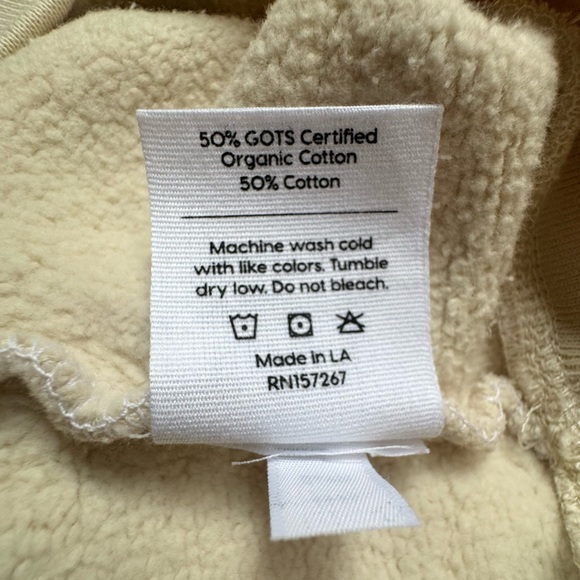 50% GOTS Certified
Organic Cotton
50% Cotton
Machine wash cold
with like colors. Tumble
dry low. Do not bleach.
Made in LA
RN157267